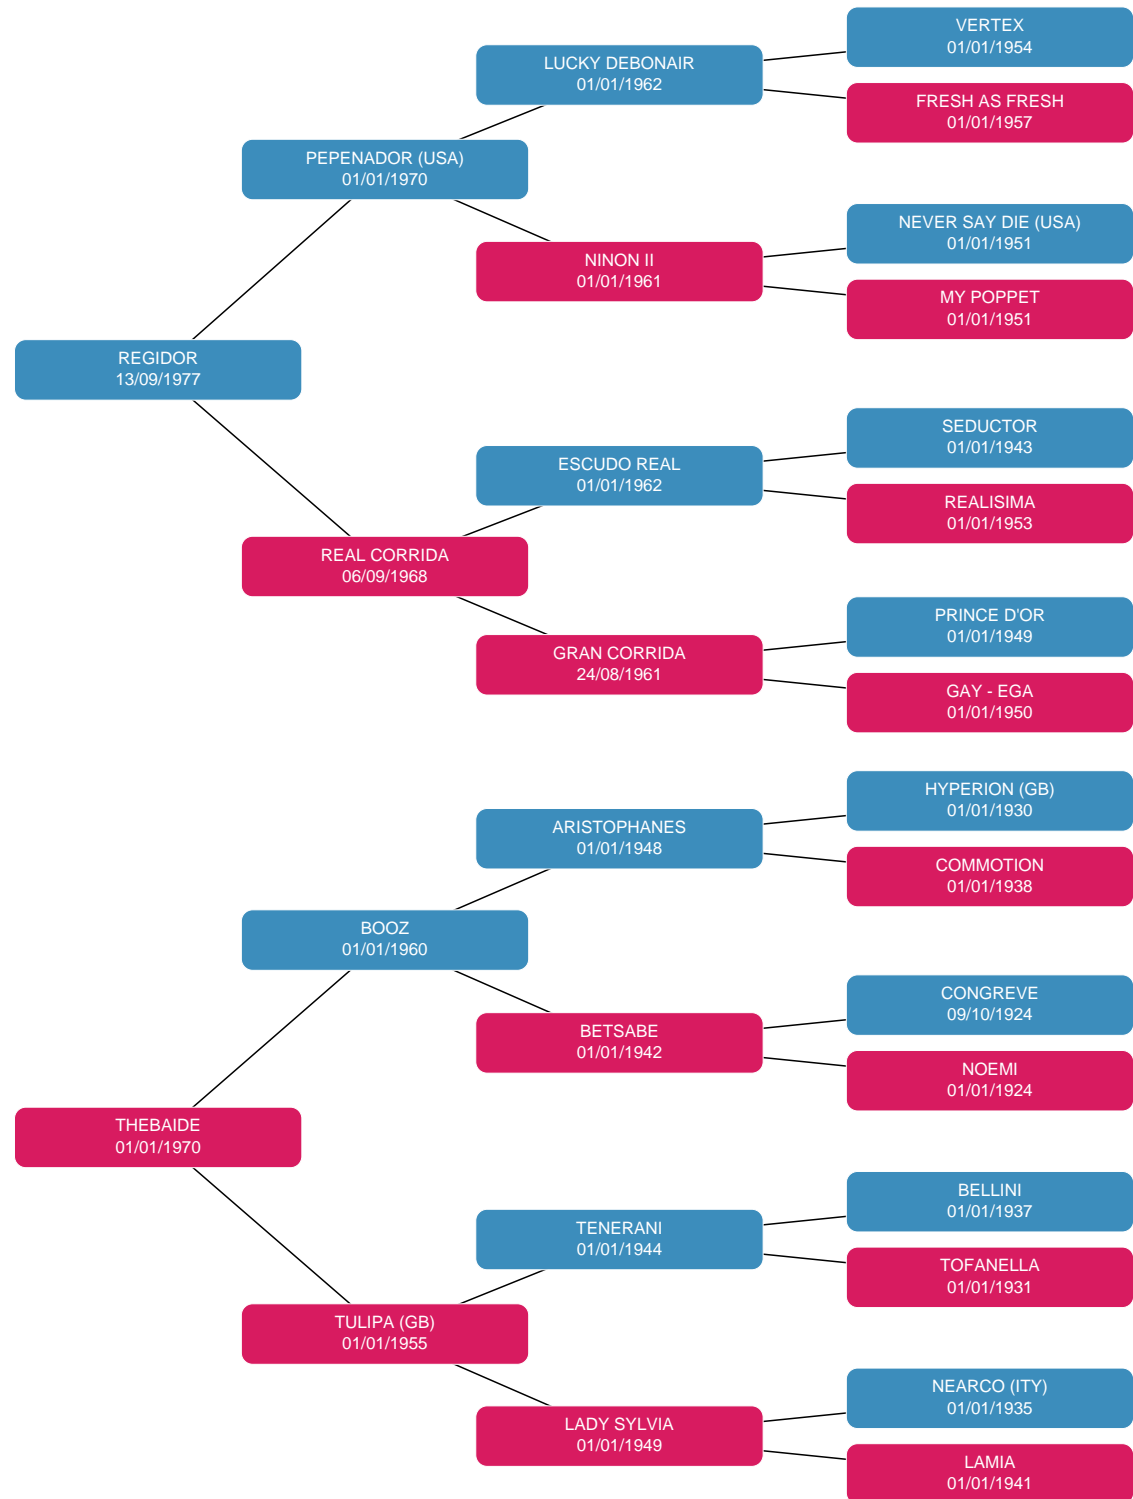 VERTEX
01/01/1954
LUCKY DEBONAIR
01/01/1962
FRESH AS FRESH
01/01/1957
PEPENADOR (USA)
01/01/1970
NEVER SAY DIE (USA)
01/01/1951
NINON II
01/01/1961
MY POPPET
01/01/1951
REGIDOR
13/09/1977
SEDUCTOR
01/01/1943
ESCUDO REAL
01/01/1962
REALISIMA
01/01/1953
REAL CORRIDA
06/09/1968
PRINCE D'OR
01/01/1949
GRAN CORRIDA
24/08/1961
GAY - EGA
01/01/1950
HYPERION (GB)
01/01/1930
ARISTOPHANES
01/01/1948
COMMOTION
01/01/1938
BOOZ
01/01/1960
CONGREVE
09/10/1924
BETSABE
01/01/1942
NOEMI
01/01/1924
THEBAIDE
01/01/1970
BELLINI
01/01/1937
TENERANI
01/01/1944
TOFANELLA
01/01/1931
TULIPA (GB)
01/01/1955
NEARCO (ITY)
01/01/1935
LADY SYLVIA
01/01/1949
LAMIA
01/01/1941